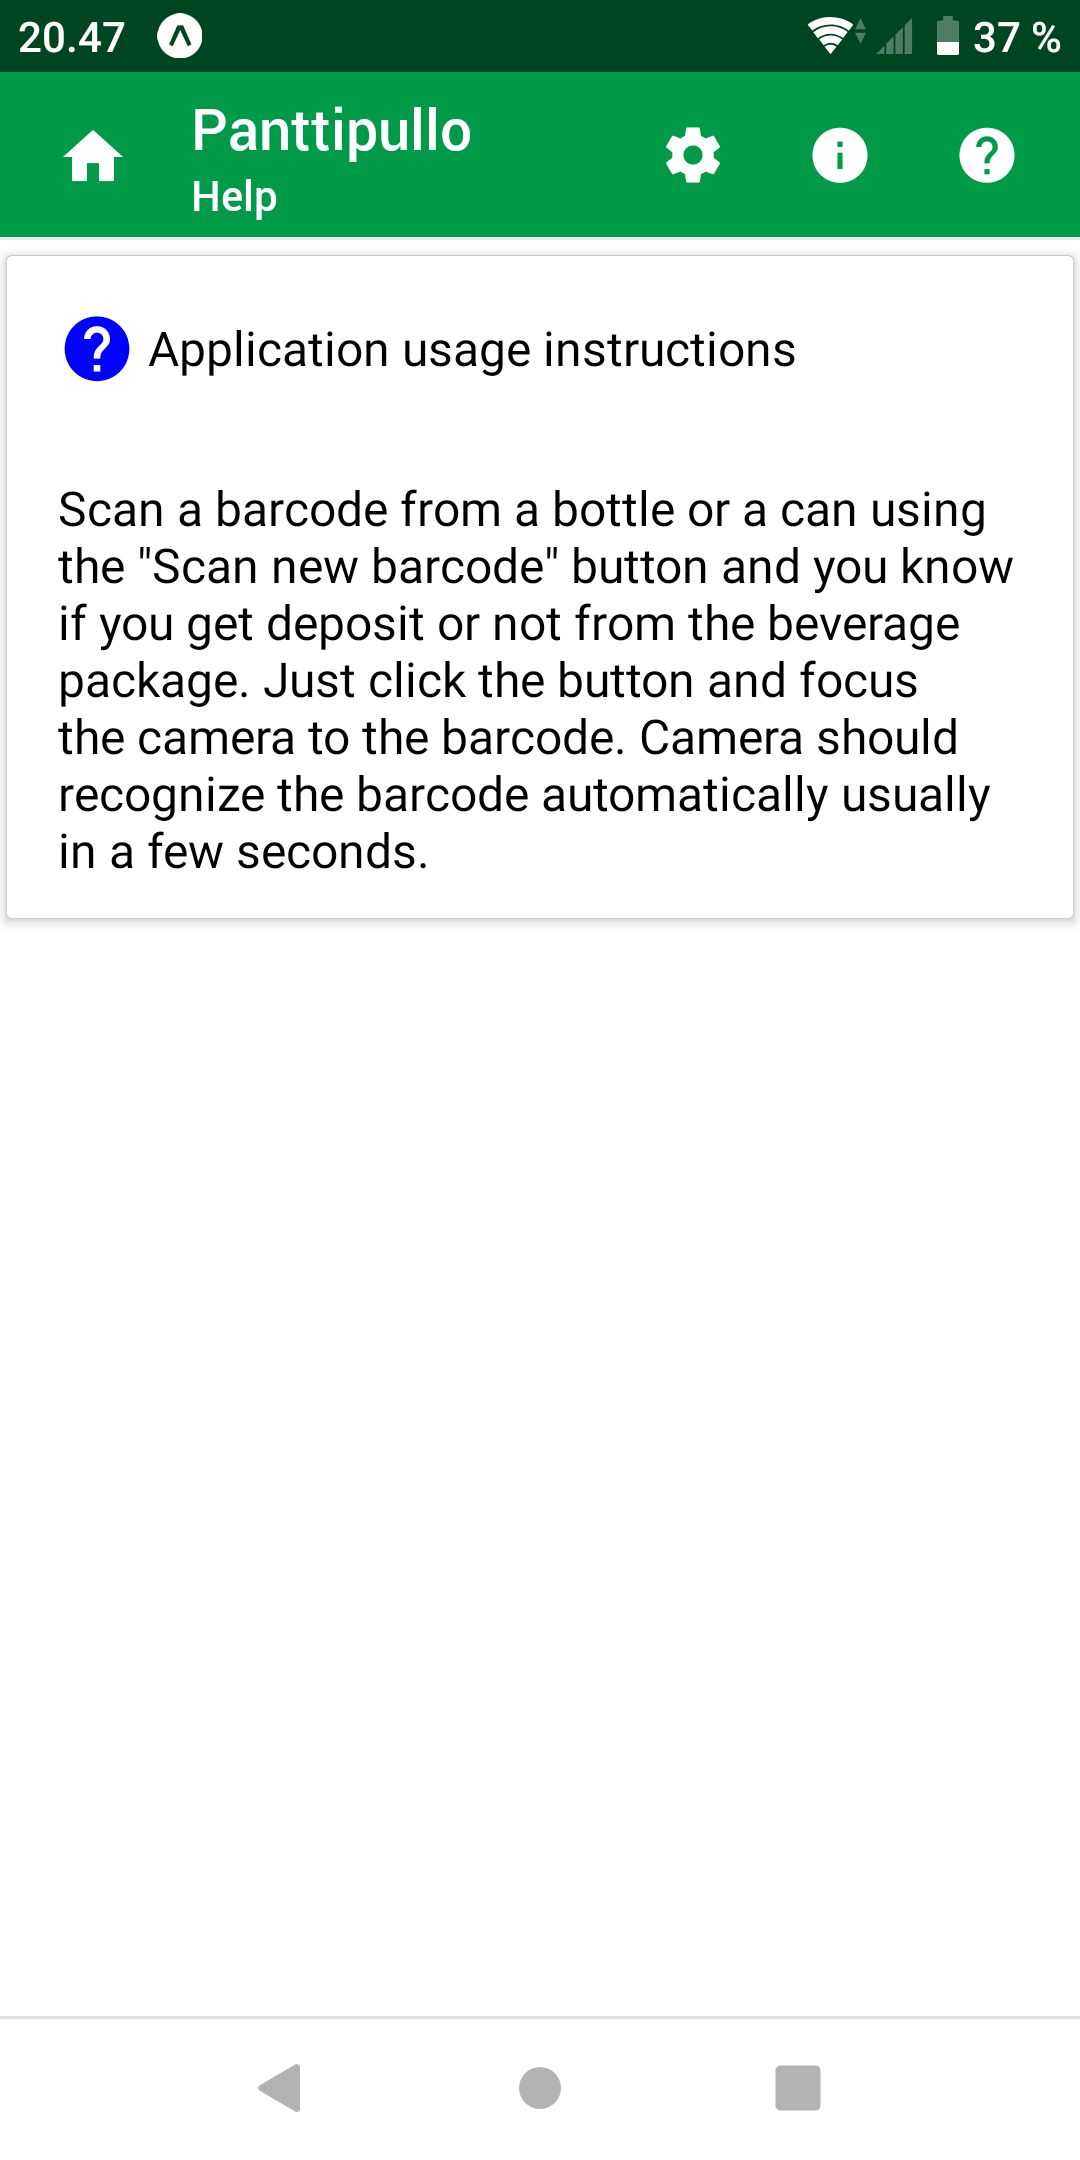 20.47
37 %
Panttipullo
Help
Application usage instructions
Scan a barcode from a bottle or a can using
the "Scan new barcode" button and you know
if you get deposit or not from the beverage
package. Just click the button and focus
the camera to the barcode. Camera should
recognize the barcode automatically usually
in a few seconds.